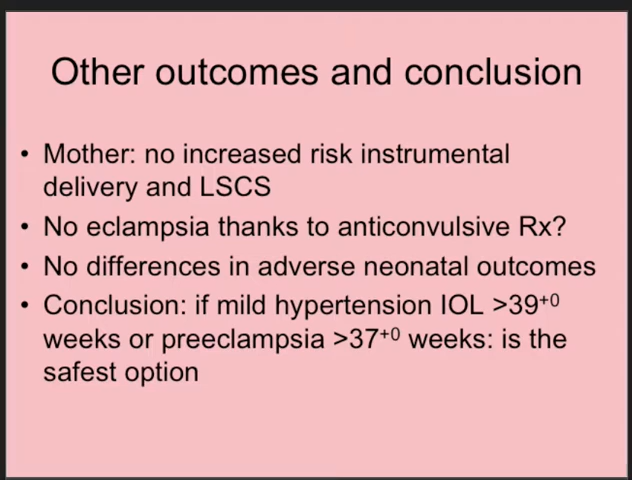 Other outcomes and conclusion
• Mother: no increased risk instrumental
delivery and LSCS
• No eclampsia thanks to anticonvulsive Rx?
• No differences in adverse neonatal outcomes
• Conclusion: if mild hypertension IOL >39⁺⁰
weeks or preeclampsia >37⁺⁰ weeks: is the
safest option